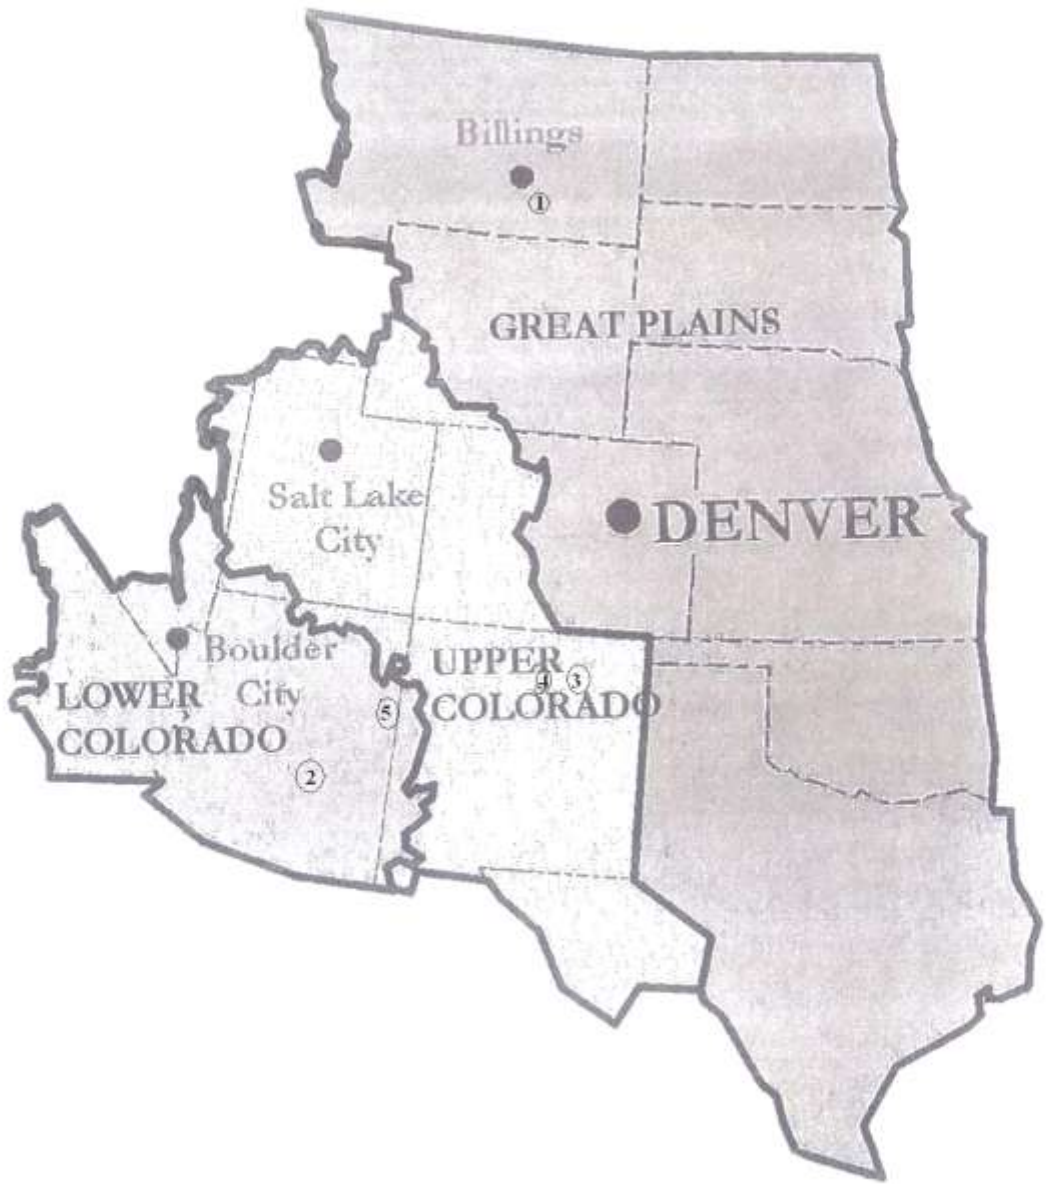 Billings
1
GREAT PLAINS
Salt Lake
City
DENVER
Boulder
City
LOWER
COLORADO
UPPER
COLORADO
4
3
5
2